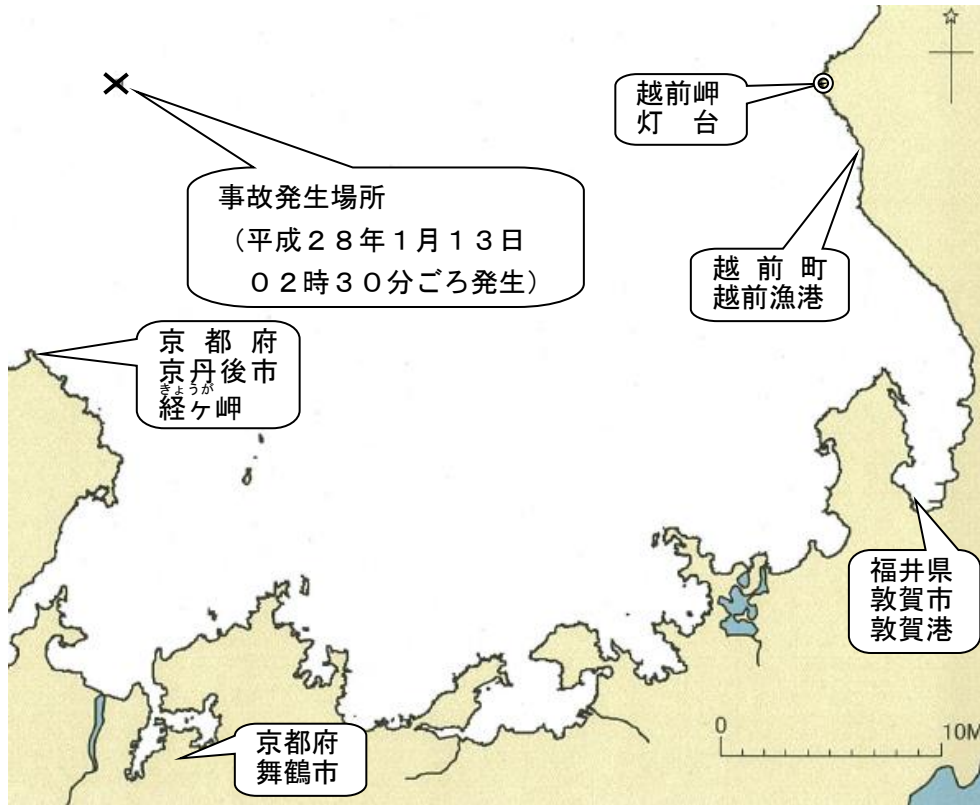 越前岬
灯 台
事故発生場所
（平成２８年１月１３日
０２時３０分ごろ発生）
越 前 町
越前漁港
京 都 府
京丹後市
きょうが
経ヶ岬
福井県
敦賀市
敦賀港
京都府
舞鶴市
0 10M